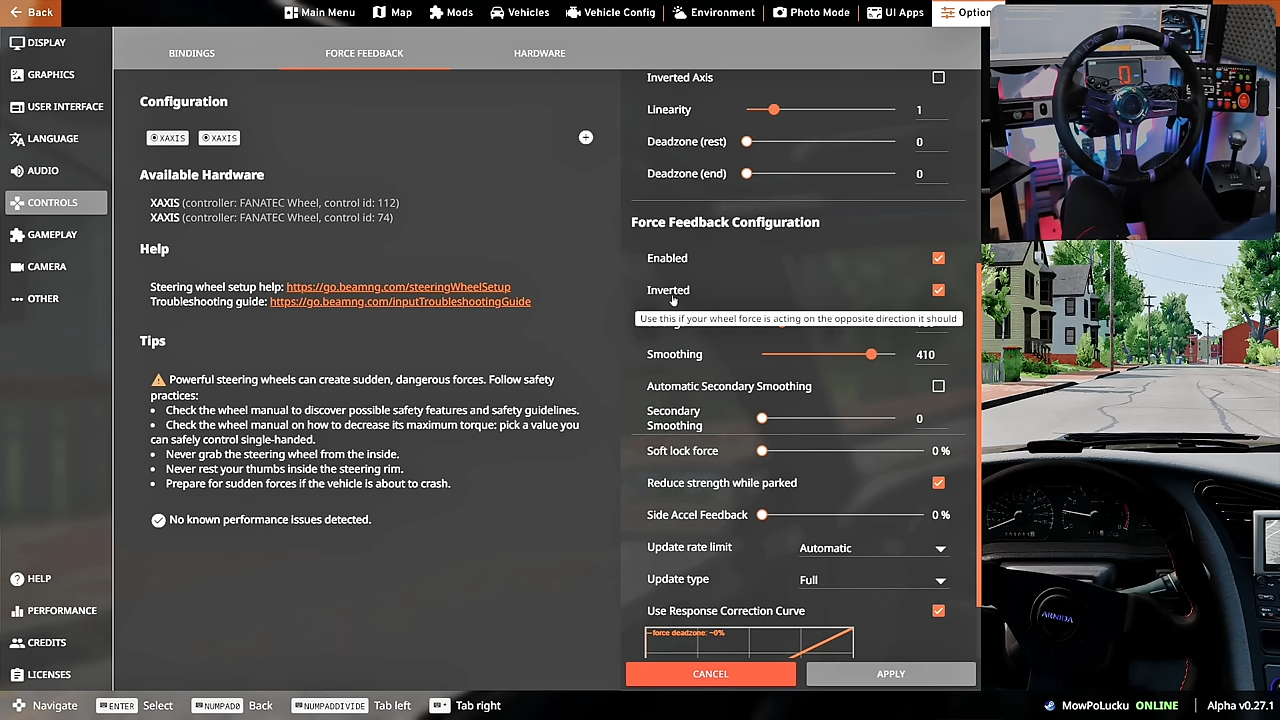 Back
Main Menu
Map
Mods
Vehicles
Vehicle Config
Environment
Photo Mode
UI Apps
Option
DISPLAY
GRAPHICS
USER INTERFACE
LANGUAGE
AUDIO
CONTROLS
GAMEPLAY
CAMERA
OTHER
HELP
PERFORMANCE
CREDITS
LICENSES
BINDINGS
FORCE FEEDBACK
HARDWARE
Configuration
XAXIS XAXIS
Available Hardware
XAXIS (controller: FANATEC Wheel, control id: 112)
XAXIS (controller: FANATEC Wheel, control id: 74)
Help
Steering wheel setup help: https://go.beamng.com/steeringWheelSetup
Troubleshooting guide: https://go.beamng.com/inputTroubleshootingGuide
Tips
Powerful steering wheels can create sudden, dangerous forces. Follow safety
practices:
• Check the wheel manual to discover possible safety features and safety guidelines.
• Check the wheel manual on how to decrease its maximum torque: pick a value you
can safely control single-handed.
• Never grab the steering wheel from the inside.
• Never rest your thumbs inside the steering rim.
• Prepare for sudden forces if the vehicle is about to crash.
No known performance issues detected.
Inverted Axis
Linearity 1
Deadzone (rest) 0
Deadzone (end) 0
Force Feedback Configuration
Enabled
Inverted
Use this if your wheel force is acting on the opposite direction it should
Smoothing 410
Automatic Secondary Smoothing
Secondary
Smoothing 0
Soft lock force 0 %
Reduce strength while parked
Side Accel Feedback 0 %
Update rate limit Automatic
Update type Full
Use Response Correction Curve
force deadzone: ~0%
CANCEL
APPLY
0
ARNIDA
Navigate
ENTER Select
NUMPAD0 Back
NUMPADDIVIDE Tab left
Tab right
MowPoLucku ONLINE
Alpha v0.27.1